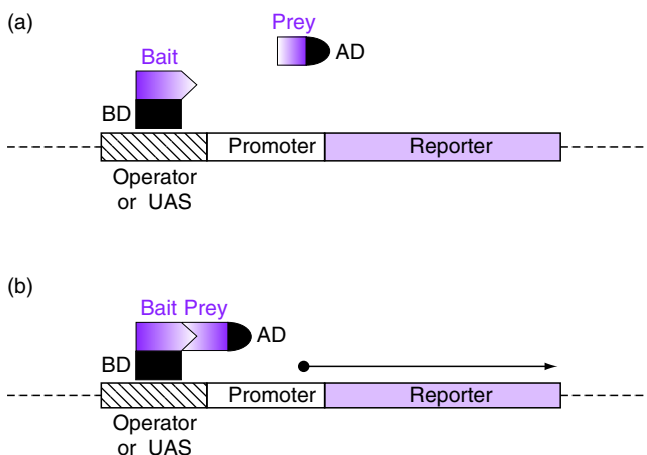 (a)
Prey
AD
Bait
BD
Promoter
Reporter
Operator
or UAS
(b)
Bait Prey
AD
BD
Promoter
Reporter
Operator
or UAS